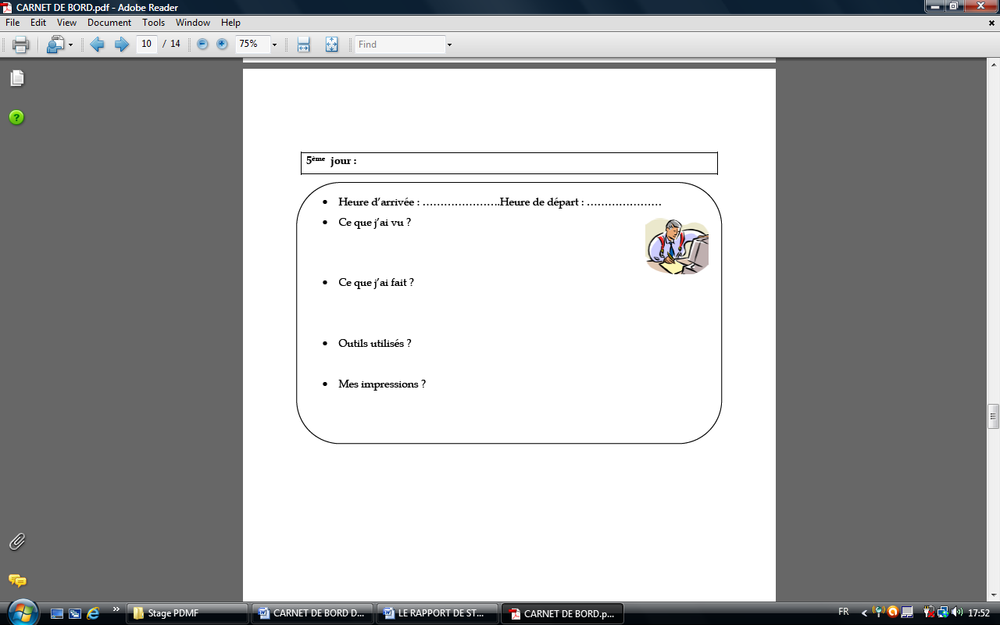 CARNET DE BORD.pdf - Adobe Reader
File Edit View Document Tools Window Help
10 / 14 75% Find
5ème jour :
• Heure d’arrivée : …………………..Heure de départ : …………………
• Ce que j’ai vu ?
• Ce que j’ai fait ?
• Outils utilisés ?
• Mes impressions ?
Stage PDMF CARNET DE BORD D... LE RAPPORT DE ST... CARNET DE BORD.p... FR 17:52